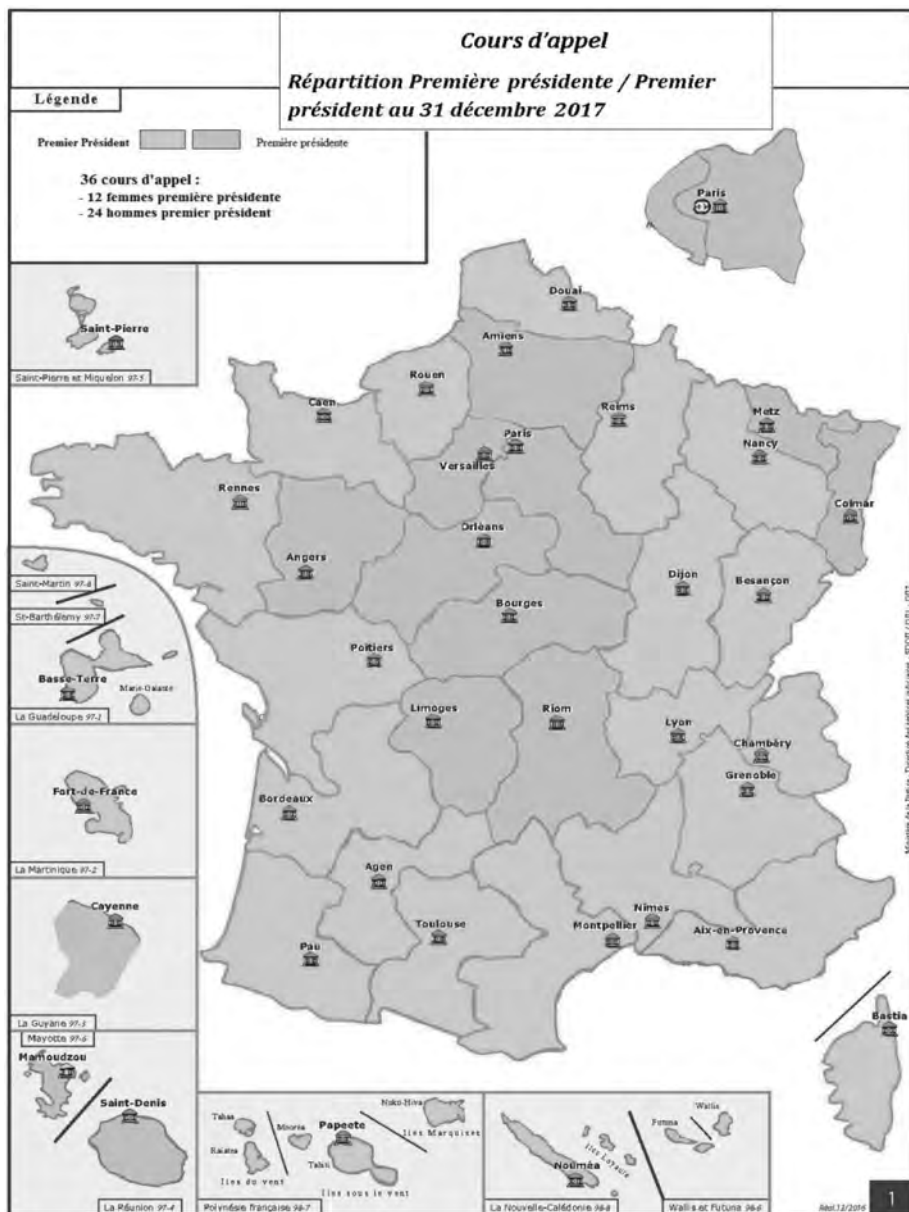 Cours d'appel
Répartition Première présidente / Premier
président au 31 décembre 2017
Légende
Premier Président
Première présidente
36 cours d'appel :
- 12 femmes première présidente
- 24 hommes premier président
Paris
Douai
Amiens
Saint-Pierre
Saint-Pierre et Miquelon 97-5
Rouen
Caen
Reims
Metz
Paris
Nancy
Versailles
Rennes
Colmar
Orléans
Angers
Saint-Martin 97-8
Dijon
Besançon
St-Barthélemy 97-7
Bourges
Poitiers
Basse-Terre
Marie-Galante
La Guadeloupe 97-1
Limoges
Riom
Lyon
Chambéry
Grenoble
Fort-de-France
Bordeaux
La Martinique 97-2
Agen
Cayenne
Toulouse
Nîmes
Montpellier
Aix-en-Provence
Pau
La Guyane 97-3
Bastia
Mayotte 97-6
Mamoudzou
Saint-Denis
La Réunion 97-4
Tahaa
Raiatea
Moorea
Papeete
Nuku-Hiva
Iles Marquises
Tahiti
Iles du vent
Iles sous le vent
Polynésie française 98-7
Iles Loyauté
Nouméa
La Nouvelle-Calédonie 98-8
Wallis
Futuna
Wallis et Futuna 98-6
Réal.12/2016
1